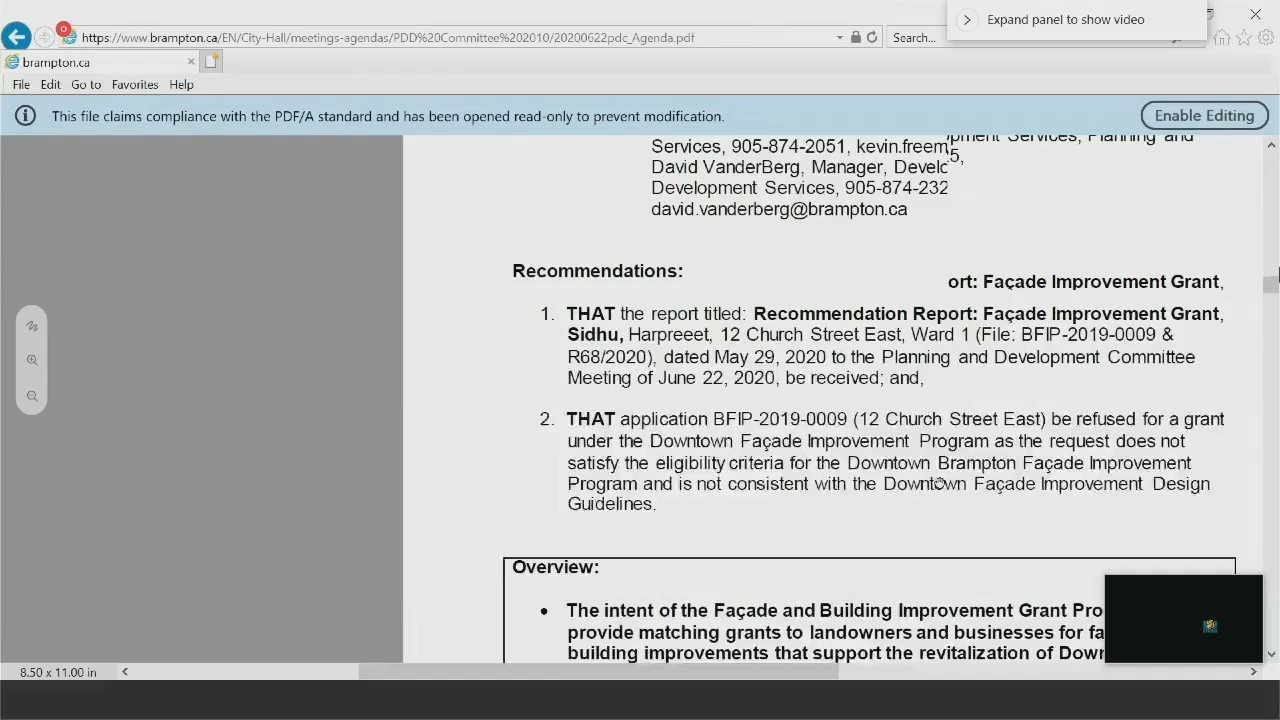 Expand panel to show video
https://www.brampton.ca/EN/City-Hall/meetings-agendas/PDD%20Committee%202010/20200622pdc_Agenda.pdf
Search...
brampton.ca
File Edit Go to Favorites Help
This file claims compliance with the PDF/A standard and has been opened read-only to prevent modification.
Enable Editing
Services, 905-874-2051, kevin.freem
pment Services, Planning and
David VanderBerg, Manager, Develo
5,
Development Services, 905-874-232
david.vanderberg@brampton.ca
Recommendations:
ort: Façade Improvement Grant,
1. THAT the report titled: Recommendation Report: Façade Improvement Grant,
Sidhu, Harpreeet, 12 Church Street East, Ward 1 (File: BFIP-2019-0009 &
R68/2020), dated May 29, 2020 to the Planning and Development Committee
Meeting of June 22, 2020, be received; and,
2. THAT application BFIP-2019-0009 (12 Church Street East) be refused for a grant
under the Downtown Façade Improvement Program as the request does not
satisfy the eligibility criteria for the Downtown Brampton Façade Improvement
Program and is not consistent with the Downtown Façade Improvement Design
Guidelines.
Overview:
• The intent of the Façade and Building Improvement Grant Pro
provide matching grants to landowners and businesses for fa
building improvements that support the revitalization of Dow
8.50 x 11.00 in